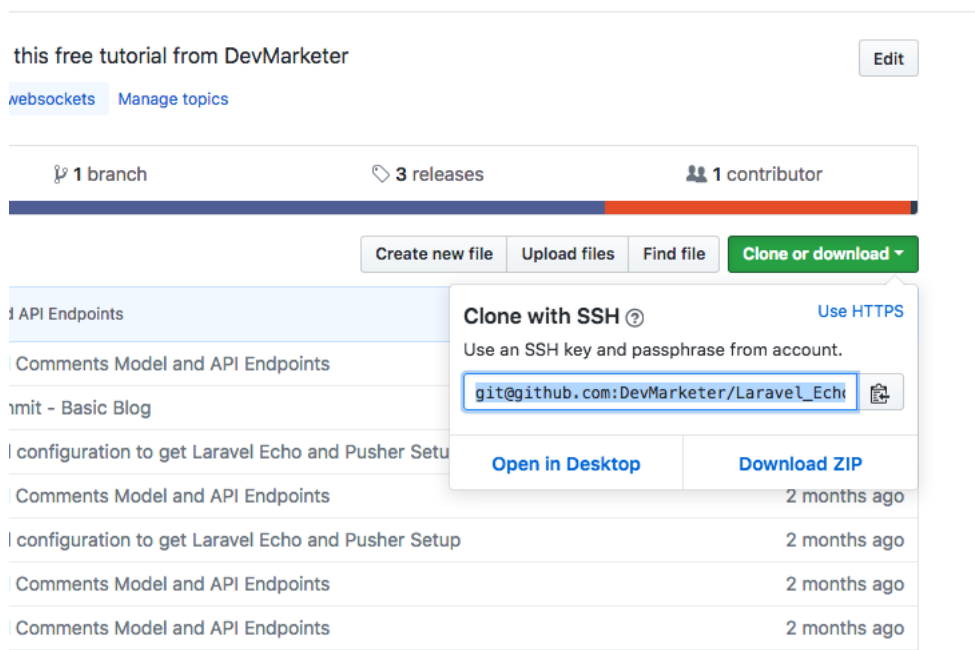 this free tutorial from DevMarketer
Edit
websockets Manage topics
1 branch 3 releases 1 contributor
Create new file Upload files Find file Clone or download
API Endpoints
Clone with SSH ? Use HTTPS
Use an SSH key and passphrase from account.
git@github.com:DevMarketer/Laravel_Echo
Open in Desktop Download ZIP
Comments Model and API Endpoints
mmit - Basic Blog
configuration to get Laravel Echo and Pusher Setu
Comments Model and API Endpoints 2 months ago
configuration to get Laravel Echo and Pusher Setup 2 months ago
Comments Model and API Endpoints 2 months ago
Comments Model and API Endpoints 2 months ago